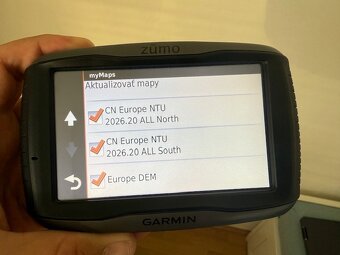 zumo
myMaps
Aktualizovať mapy
CN Europe NTU
2026.20 ALL North
CN Europe NTU
2026.20 ALL South
Europe DEM
GARMIN